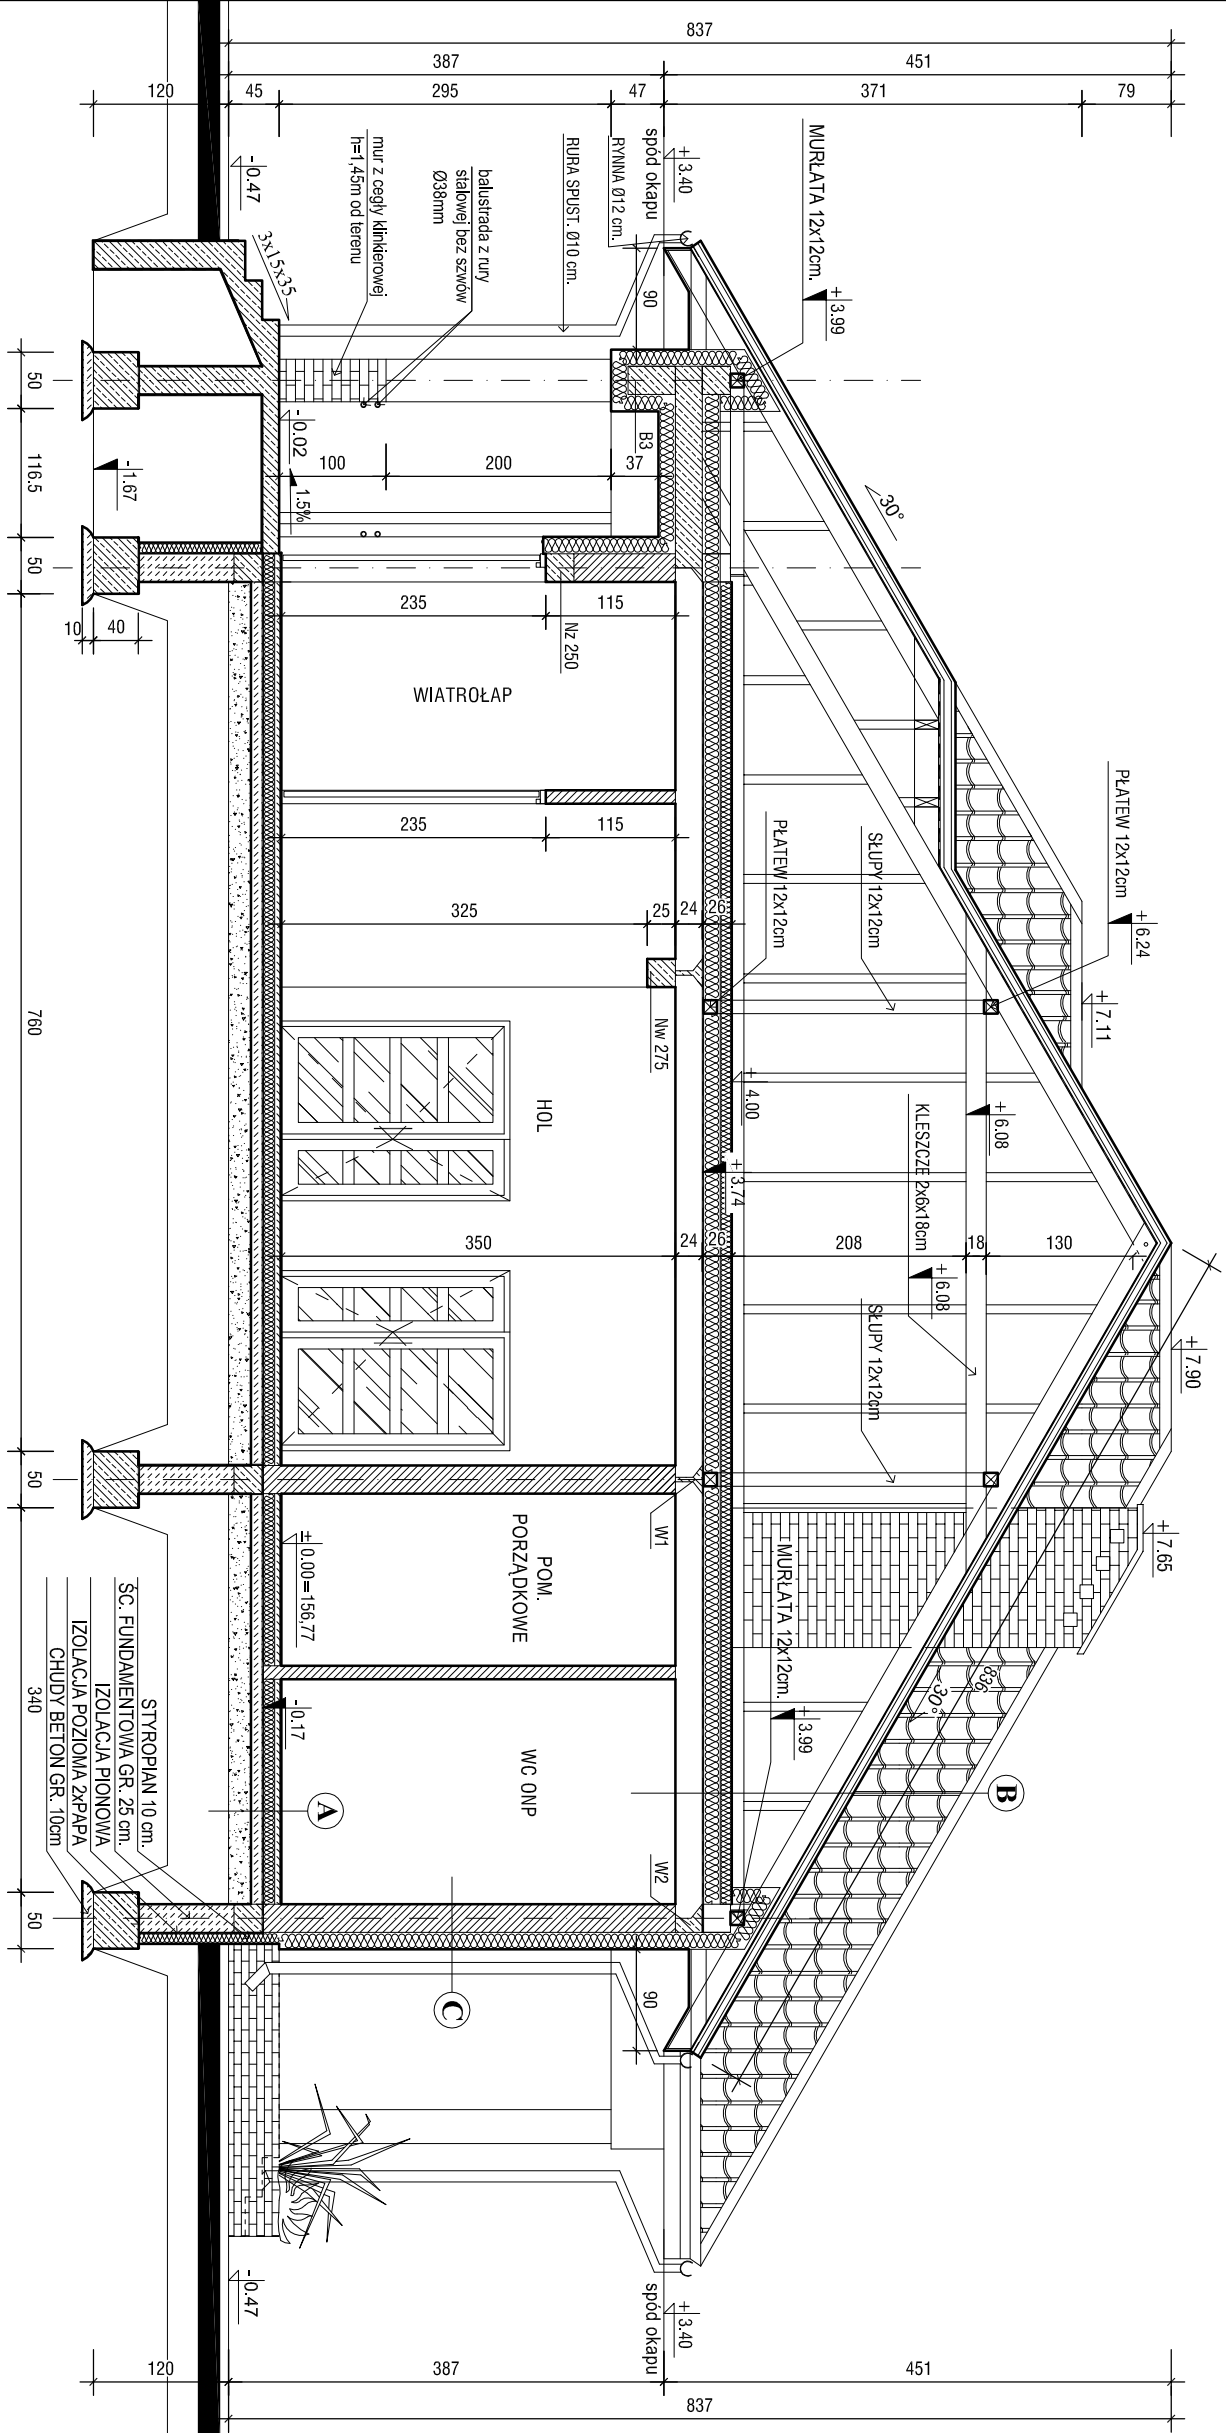 837
387
451
120
45
295
47
371
79
-0.47
+3.40
spód okapu
RYNNA Ø12 cm.
RURA SPUST. Ø10 cm.
MURŁATA 12x12cm.
+3.99
mur z cegły klinkierowej
h=1,45m od terenu
balustrada z rury
stalowej bez szwów
Ø38mm
3x15x35
90
30°
B3
-0.02
1.5%
100
200
37
-1.67
50
116.5
50
10
40
235
115
Nz 250
WIATROŁAP
235
115
325
25
24
26
PŁATEW 12x12cm
SŁUPY 12x12cm
PŁATEW 12x12cm
+6.24
+7.11
Nw 275
760
HOL
+4.00
+3.74
+6.08
KLESZCZE 2x6x18cm
+6.08
350
24
26
208
18
130
SŁUPY 12x12cm
+7.90
+7.65
50
W1
MURŁATA 12x12cm.
+3.99
POM.
PORZĄDKOWE
±0.00=156,77
-0.17
836
30°
WC ONP
A
B
C
W2
STYROPIAN 10 cm.
ŚC. FUNDAMENTOWA GR. 25 cm.
IZOLACJA PIONOWA
IZOLACJA POZIOMA 2xPAPA
CHUDY BETON GR. 10cm
340
50
90
-0.47
+3.40
spód okapu
120
387
451
837